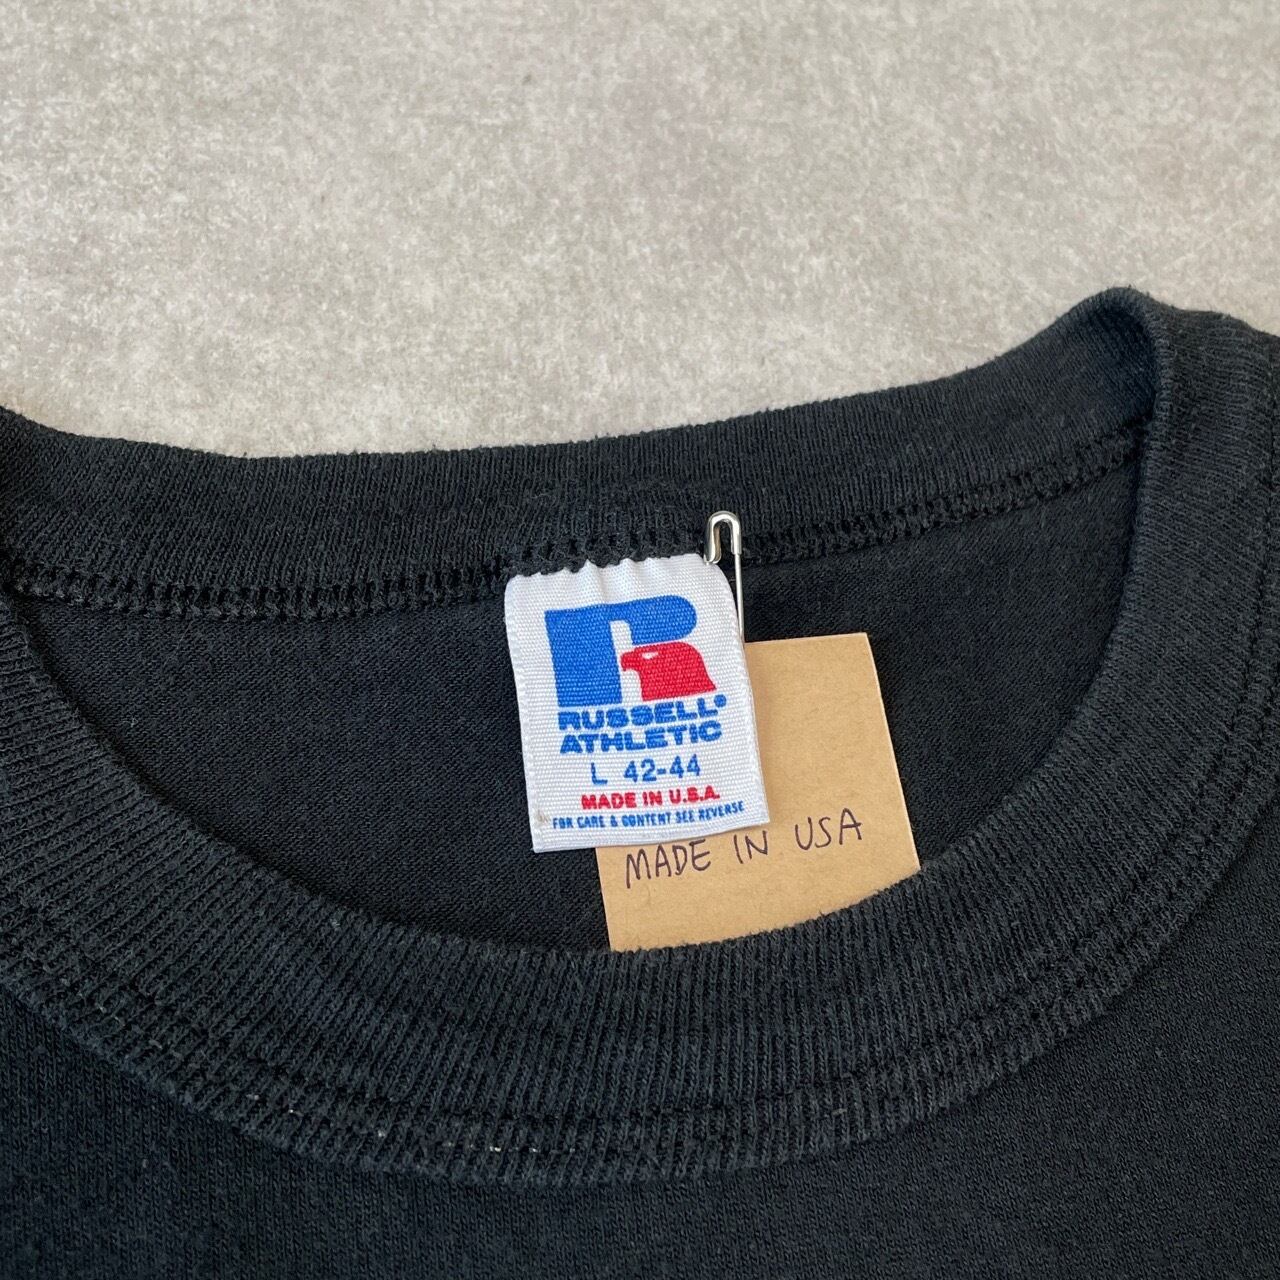 R
RUSSELL®
ATHLETIC
L 42-44
MADE IN U.S.A.
FOR CARE & CONTENT SEE REVERSE
MADE IN USA